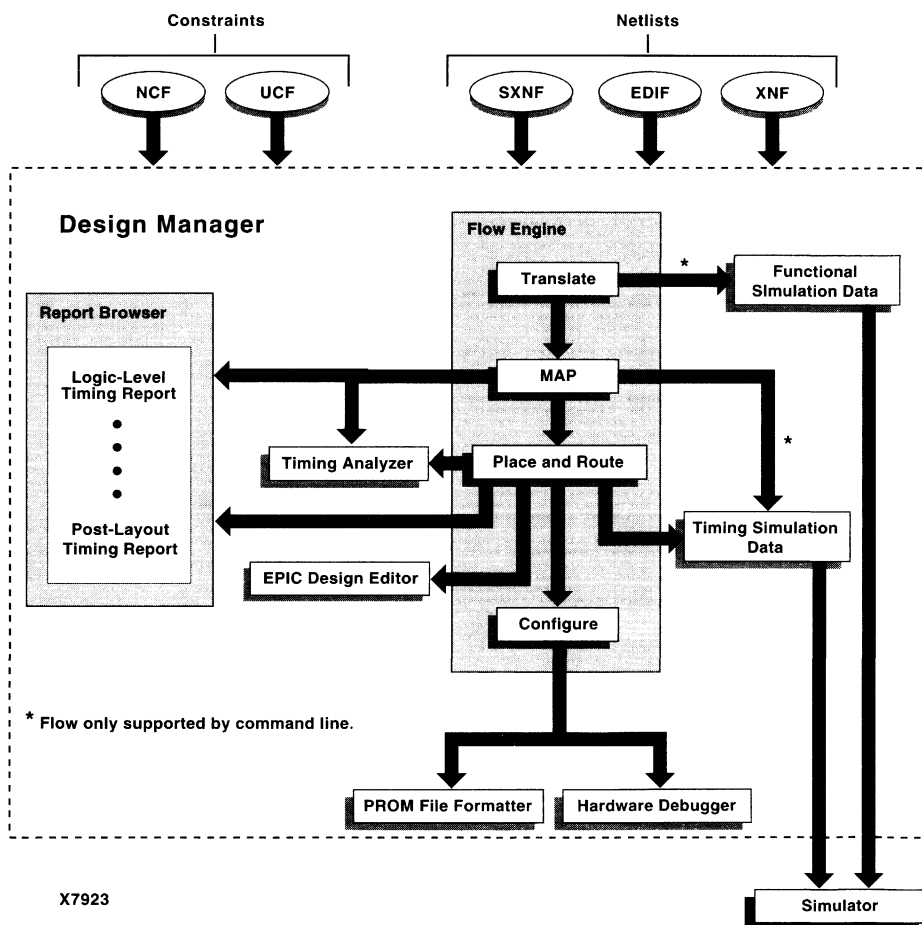 Constraints
Netlists
NCF
UCF
SXNF
EDIF
XNF
Design Manager
Flow Engine
Translate
*
Functional
SImulation Data
Report Browser
Logic-Level
Timing Report
MAP
*
Timing Analyzer
Place and Route
Post-Layout
Timing Report
Timing Simulation
Data
EPIC Design Editor
Configure
* Flow only supported by command line.
PROM File Formatter
Hardware Debugger
X7923
Simulator